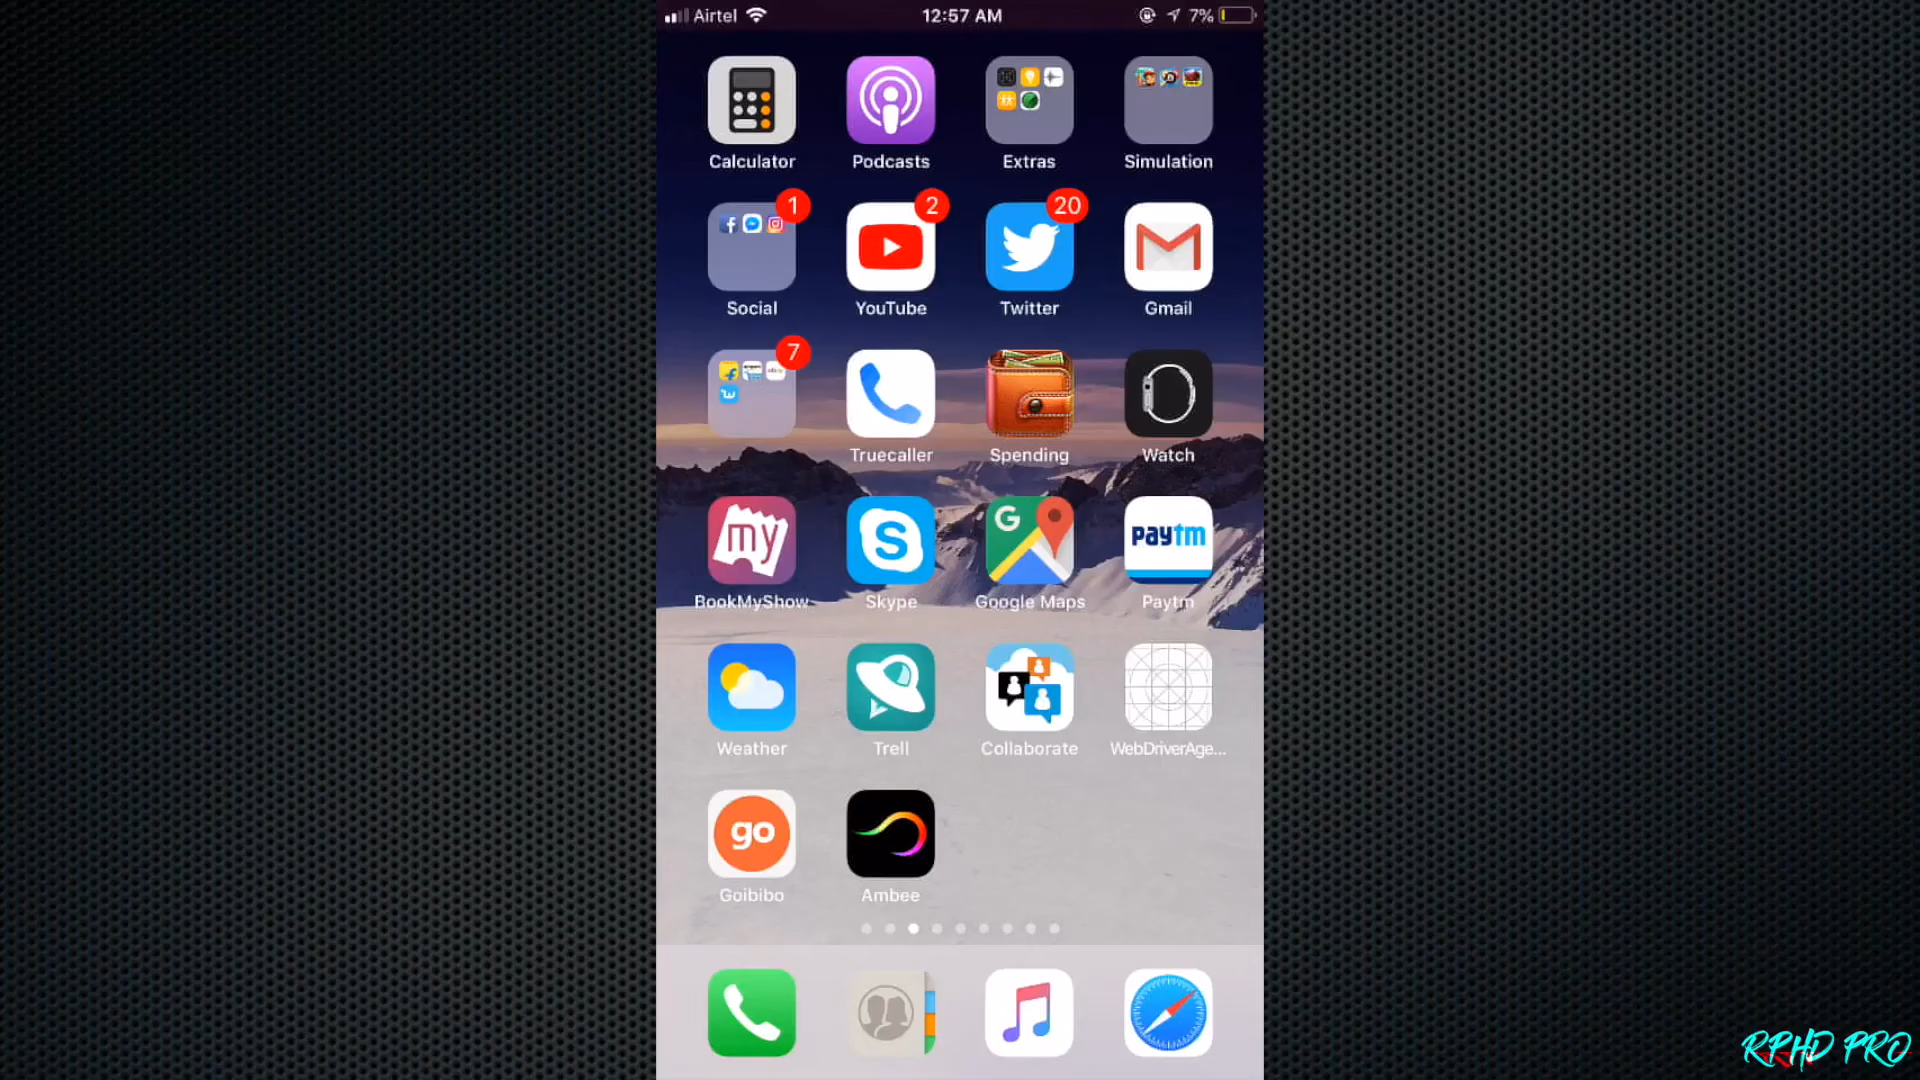 Airtel 12:57 AM 7%
Calculator Podcasts Extras Simulation
1 2 20
Social YouTube Twitter Gmail
7
Truecaller Spending Watch
my S G paytm
BookMyShow Skype Google Maps Paytm
Weather Trell Collaborate WebDriverAge...
go
Goibibo Ambee
RPHD PRO